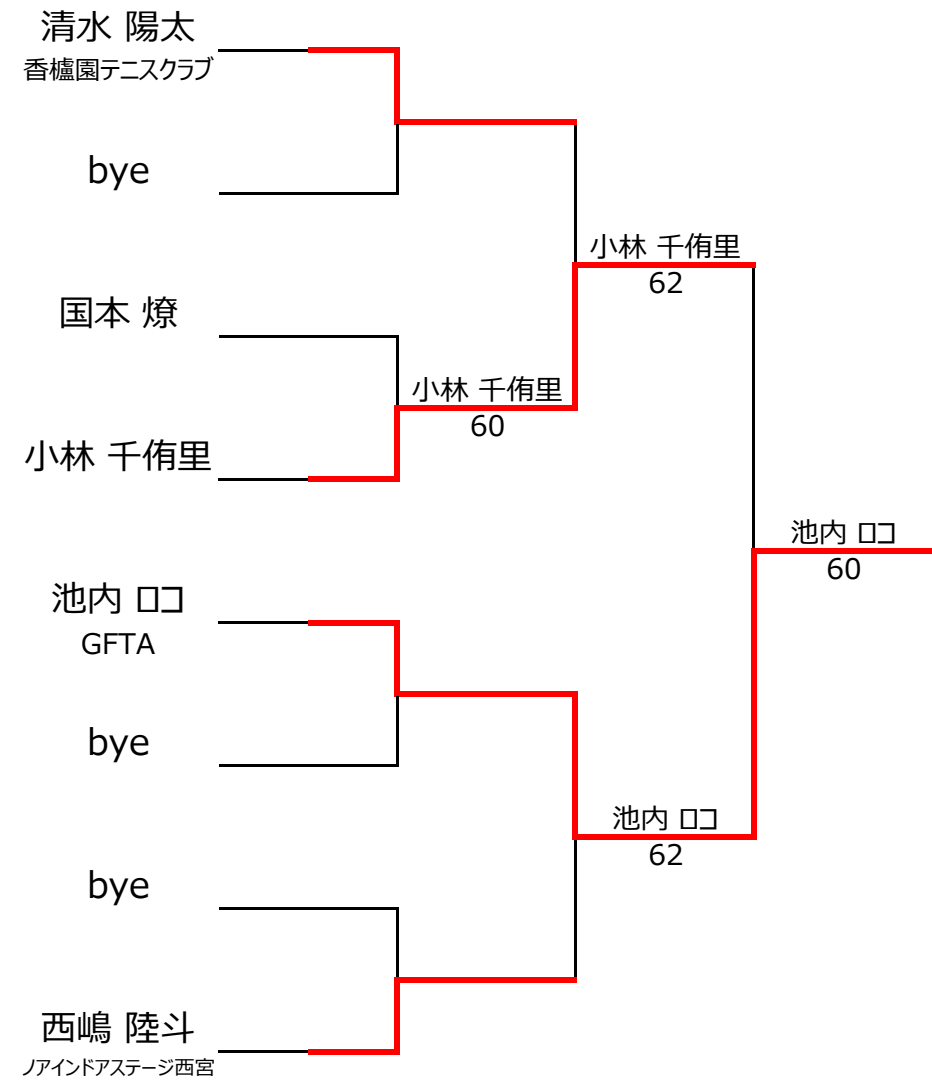 清水 陽太
香櫨園テニスクラブ
bye
小林 千侑里
62
国本 燎
小林 千侑里
60
小林 千侑里
池内 ロコ
60
池内 ロコ
GFTA
bye
池内 ロコ
62
bye
西嶋 陸斗
ノアインドアステージ西宮